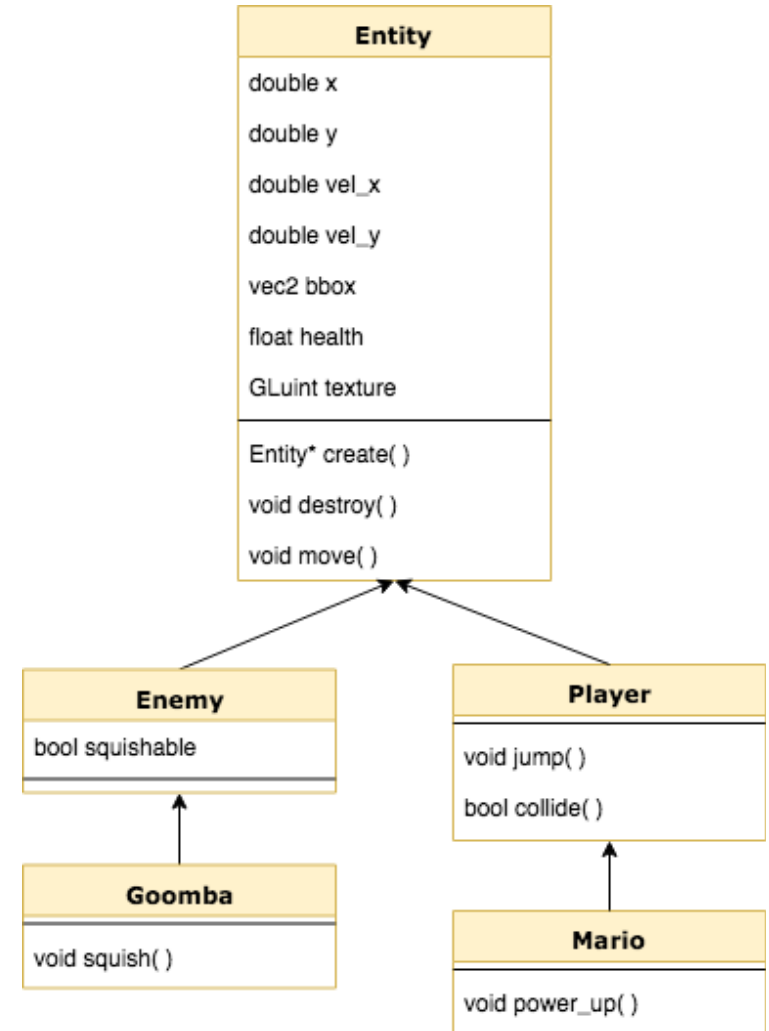 Entity
double x
double y
double vel_x
double vel_y
vec2 bbox
float health
GLuint texture
Entity* create( )
void destroy( )
void move( )
Enemy
bool squishable
Goomba
void squish( )
Player
void jump( )
bool collide( )
Mario
void power_up( )